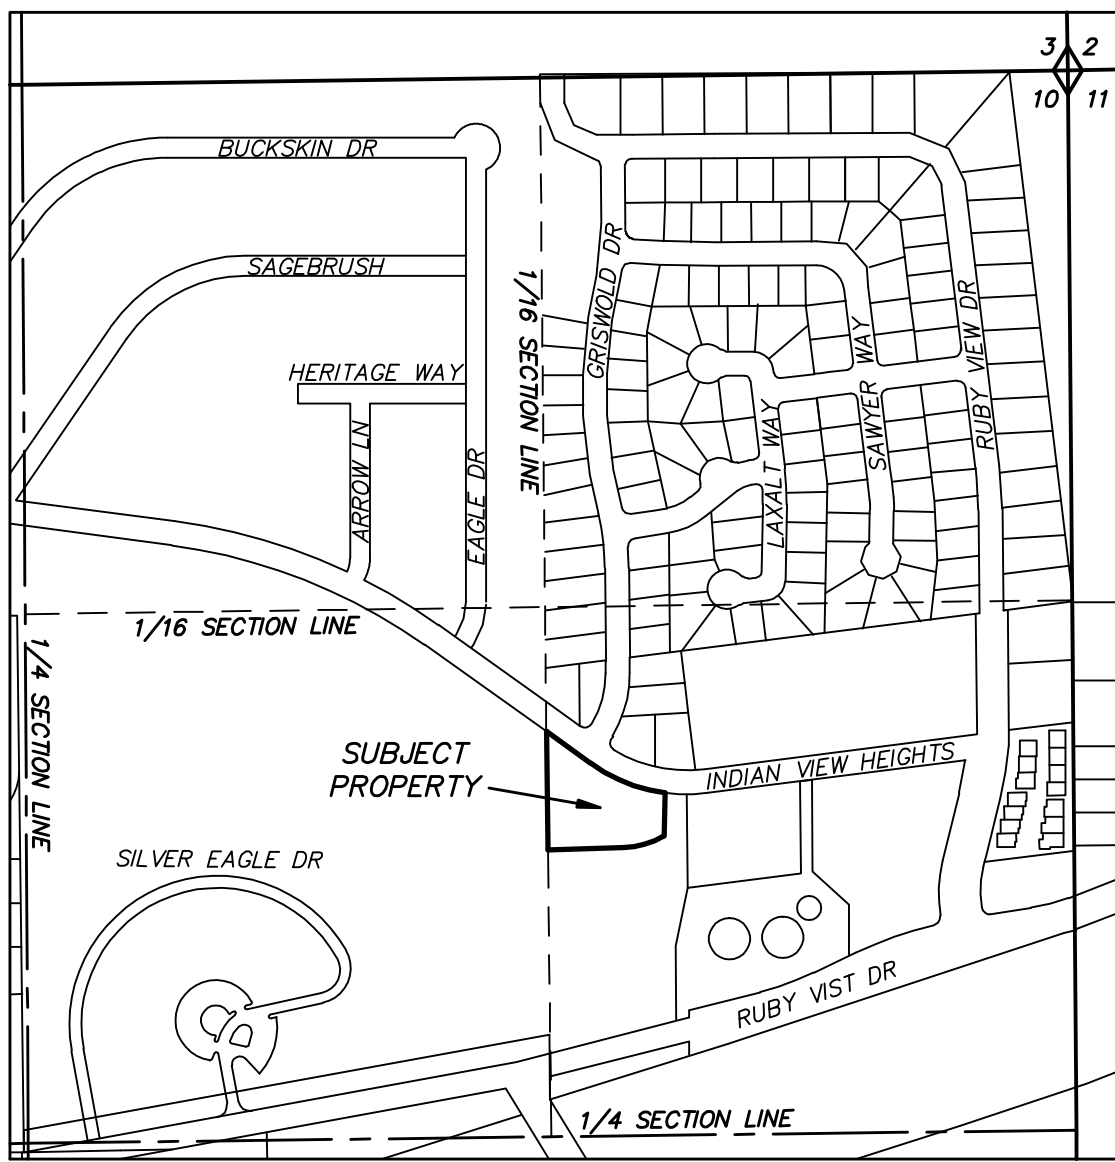 3 2
10 11
BUCKSKIN DR
SAGEBRUSH
HERITAGE WAY
ARROW LN
EAGLE DR
1/16 SECTION LINE
GRISWOLD DR
LAXALT WAY
SAWYER WAY
RUBY VIEW DR
1/16 SECTION LINE
1/4 SECTION LINE
SUBJECT
PROPERTY
INDIAN VIEW HEIGHTS
SILVER EAGLE DR
RUBY VIST DR
1/4 SECTION LINE